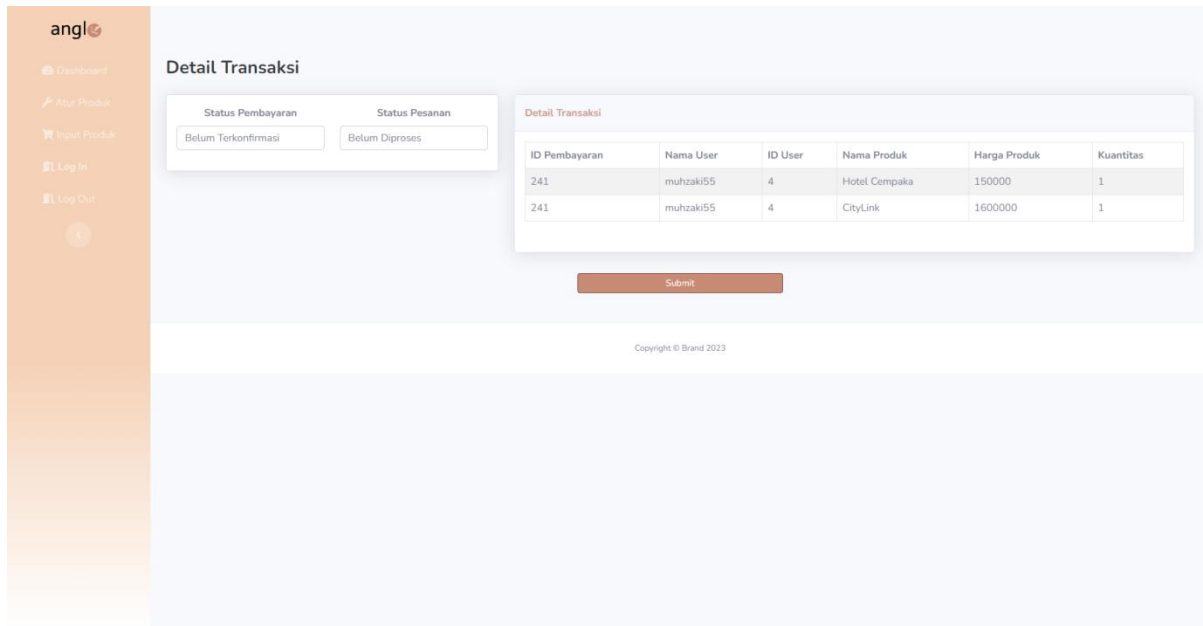 anglo
Dashboard
Atur Produk
Input Produk
Log In
Log Out
Detail Transaksi
Status Pembayaran Status Pesanan
Belum Terkonfirmasi Belum Diproses
Detail Transaksi
ID Pembayaran Nama User ID User Nama Produk Harga Produk Kuantitas
241 muhzaki55 4 Hotel Cempaka 150000 1
241 muhzaki55 4 CityLink 1600000 1
Submit
Copyright © Brand 2023